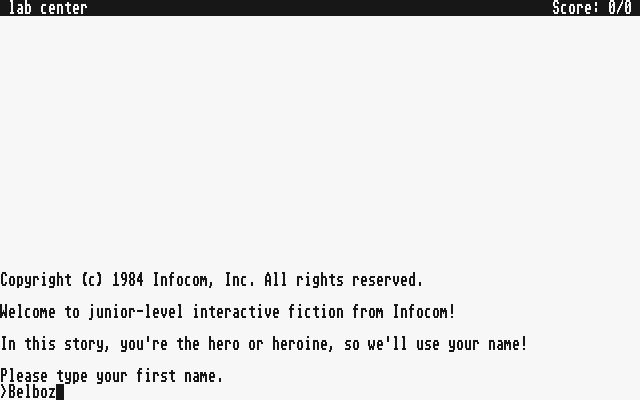 lab center Score: 0/0
Copyright (c) 1984 Infocom, Inc. All rights reserved.
Welcome to junior-level interactive fiction from Infocom!
In this story, you're the hero or heroine, so we'll use your name!
Please type your first name.
>Belboz